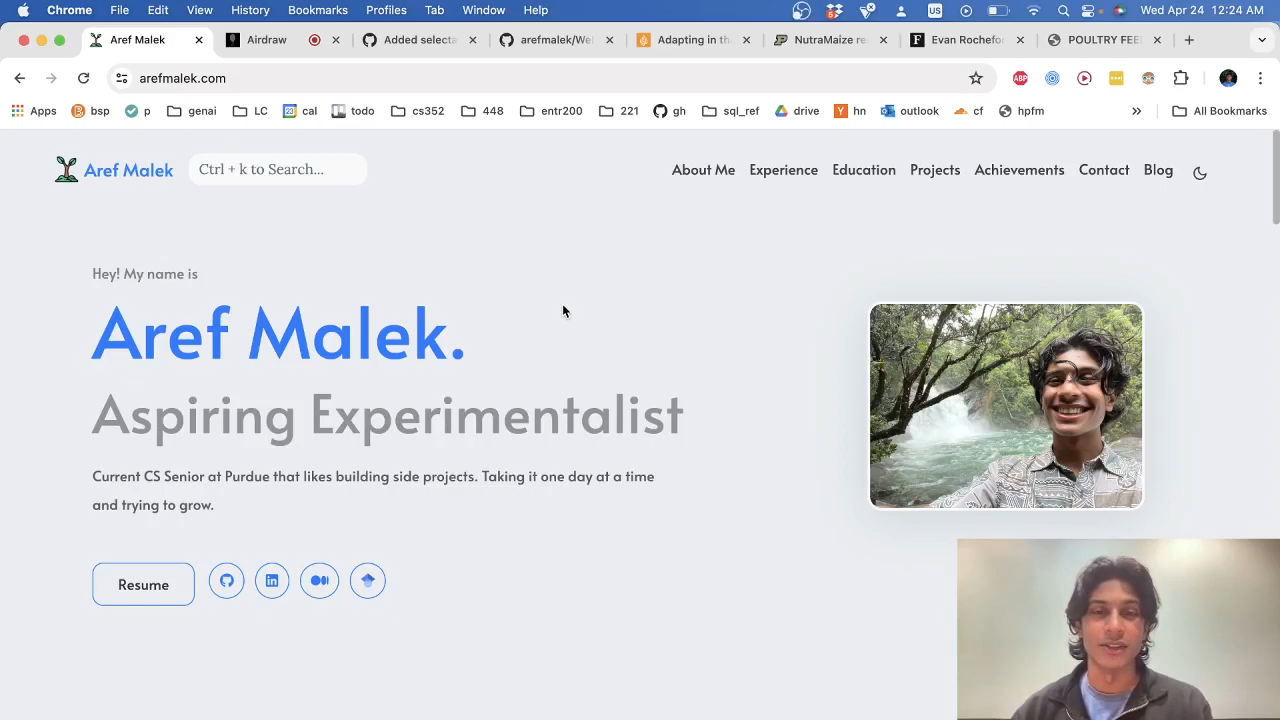 Chrome File Edit View History Bookmarks Profiles Tab Window Help US Wed Apr 24 12:24 AM
Aref Malek Airdraw Added selecta arefmalek/Wel Adapting in th NutraMaize re Evan Rochefo POULTRY FEE
arefmalek.com ABP
Apps bsp p genai LC cal todo cs352 448 entr200 221 gh sql_ref drive hn outlook cf hpfm » All Bookmarks
Aref Malek Ctrl + k to Search... About Me Experience Education Projects Achievements Contact Blog
Hey! My name is
Aref Malek.
Aspiring Experimentalist
Current CS Senior at Purdue that likes building side projects. Taking it one day at a time
and trying to grow.
Resume